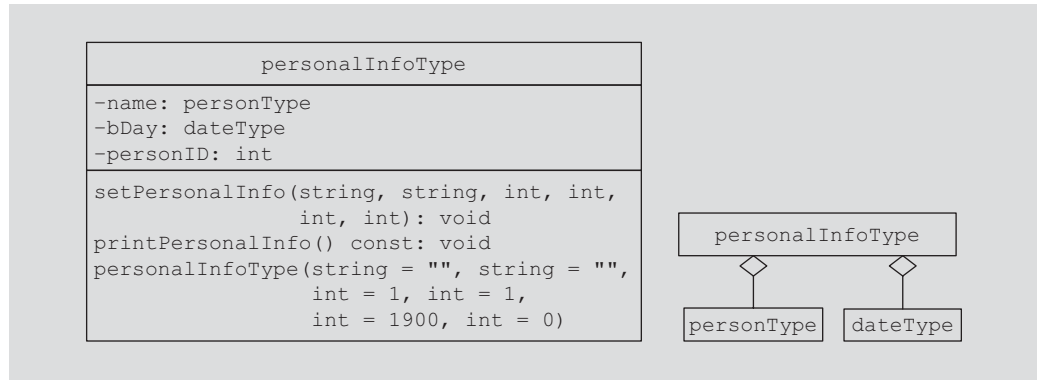 personalInfoType
-name: personType
-bDay: dateType
-personID: int
setPersonalInfo(string, string, int, int,
int, int): void
printPersonalInfo() const: void
personalInfoType(string = "", string = "",
int = 1, int = 1,
int = 1900, int = 0)
personalInfoType
personType
dateType